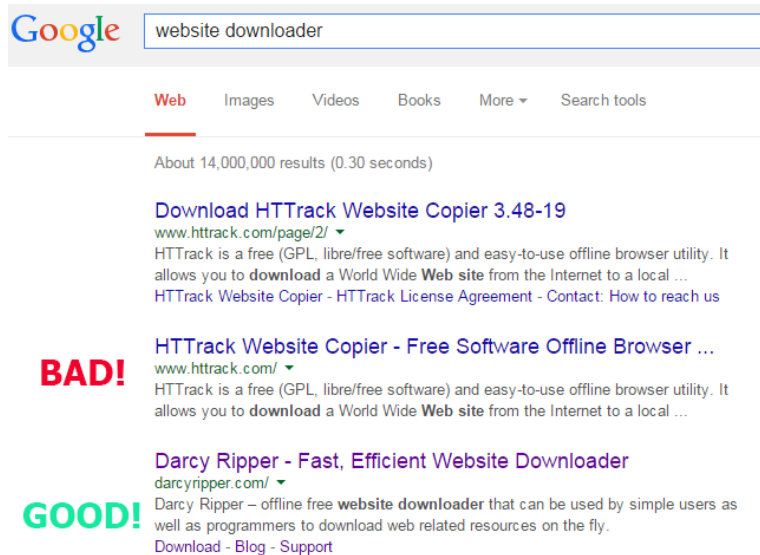 Google website downloader
Web Images Videos Books More Search tools
About 14,000,000 results (0.30 seconds)
Download HTTrack Website Copier 3.48-19
www.httrack.com/page/2/
HTTrack is a free (GPL, libre/free software) and easy-to-use offline browser utility. It
allows you to download a World Wide Web site from the Internet to a local ...
HTTrack Website Copier - HTTrack License Agreement - Contact: How to reach us
HTTrack Website Copier - Free Software Offline Browser ...
www.httrack.com/
BAD!
HTTrack is a free (GPL, libre/free software) and easy-to-use offline browser utility. It
allows you to download a World Wide Web site from the Internet to a local ...
Darcy Ripper - Fast, Efficient Website Downloader
darcyripper.com/
GOOD!
Darcy Ripper – offline free website downloader that can be used by simple users as
well as programmers to download web related resources on the fly.
Download - Blog - Support